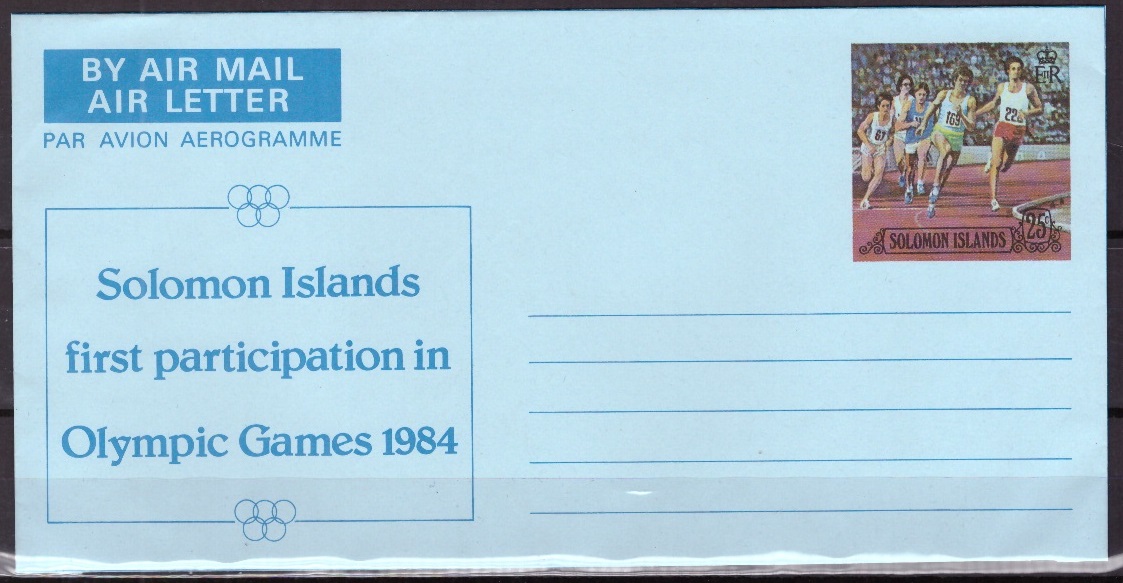 BY AIR MAIL
AIR LETTER
PAR AVION AEROGRAMME
Solomon Islands
first participation in
Olympic Games 1984
EIIR
67
169
SOLOMON ISLANDS
25c